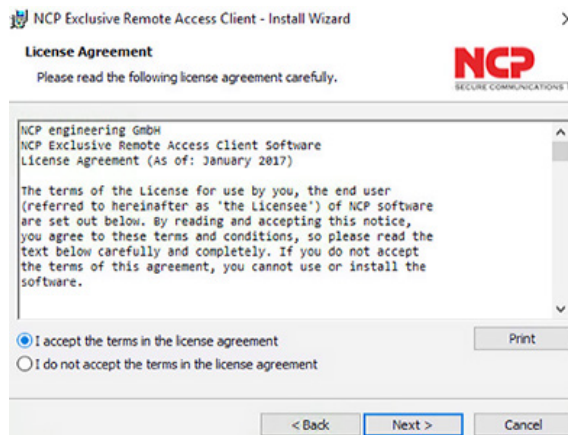 NCP Exclusive Remote Access Client - Install Wizard
License Agreement
Please read the following license agreement carefully.
NCP
SECURE COMMUNICATIONS
NCP engineering GmbH
NCP Exclusive Remote Access Client Software
License Agreement (As of: January 2017)
The terms of the License for use by you, the end user
(referred to hereinafter as 'the Licensee') of NCP software
are set out below. By reading and accepting this notice,
you agree to these terms and conditions, so please read the
text below carefully and completely. If you do not accept
the terms of this agreement, you cannot use or install the
software.
I accept the terms in the license agreement
Print
I do not accept the terms in the license agreement
< Back
Next >
Cancel